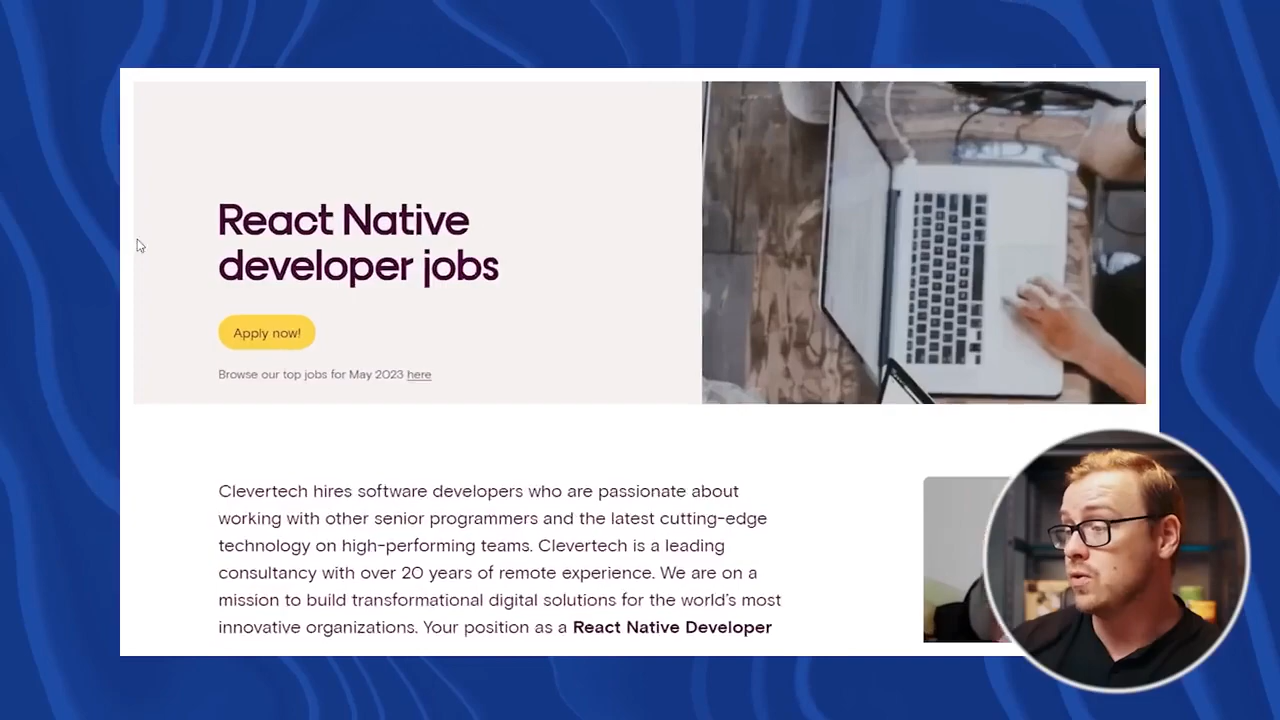 React Native
developer jobs
Apply now!
Browse our top jobs for May 2023 here
Clevertech hires software developers who are passionate about
working with other senior programmers and the latest cutting-edge
technology on high-performing teams. Clevertech is a leading
consultancy with over 20 years of remote experience. We are on a
mission to build transformational digital solutions for the world's most
innovative organizations. Your position as a React Native Developer